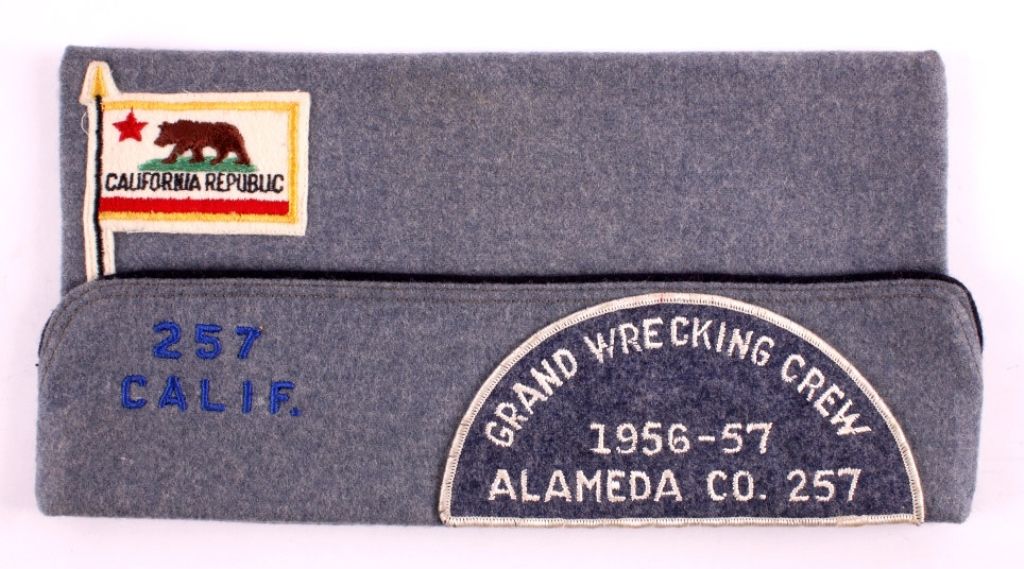 CALIFORNIA REPUBLIC
257
CALIF.
GRAND WRECKING CREW
1956-57
ALAMEDA CO. 257